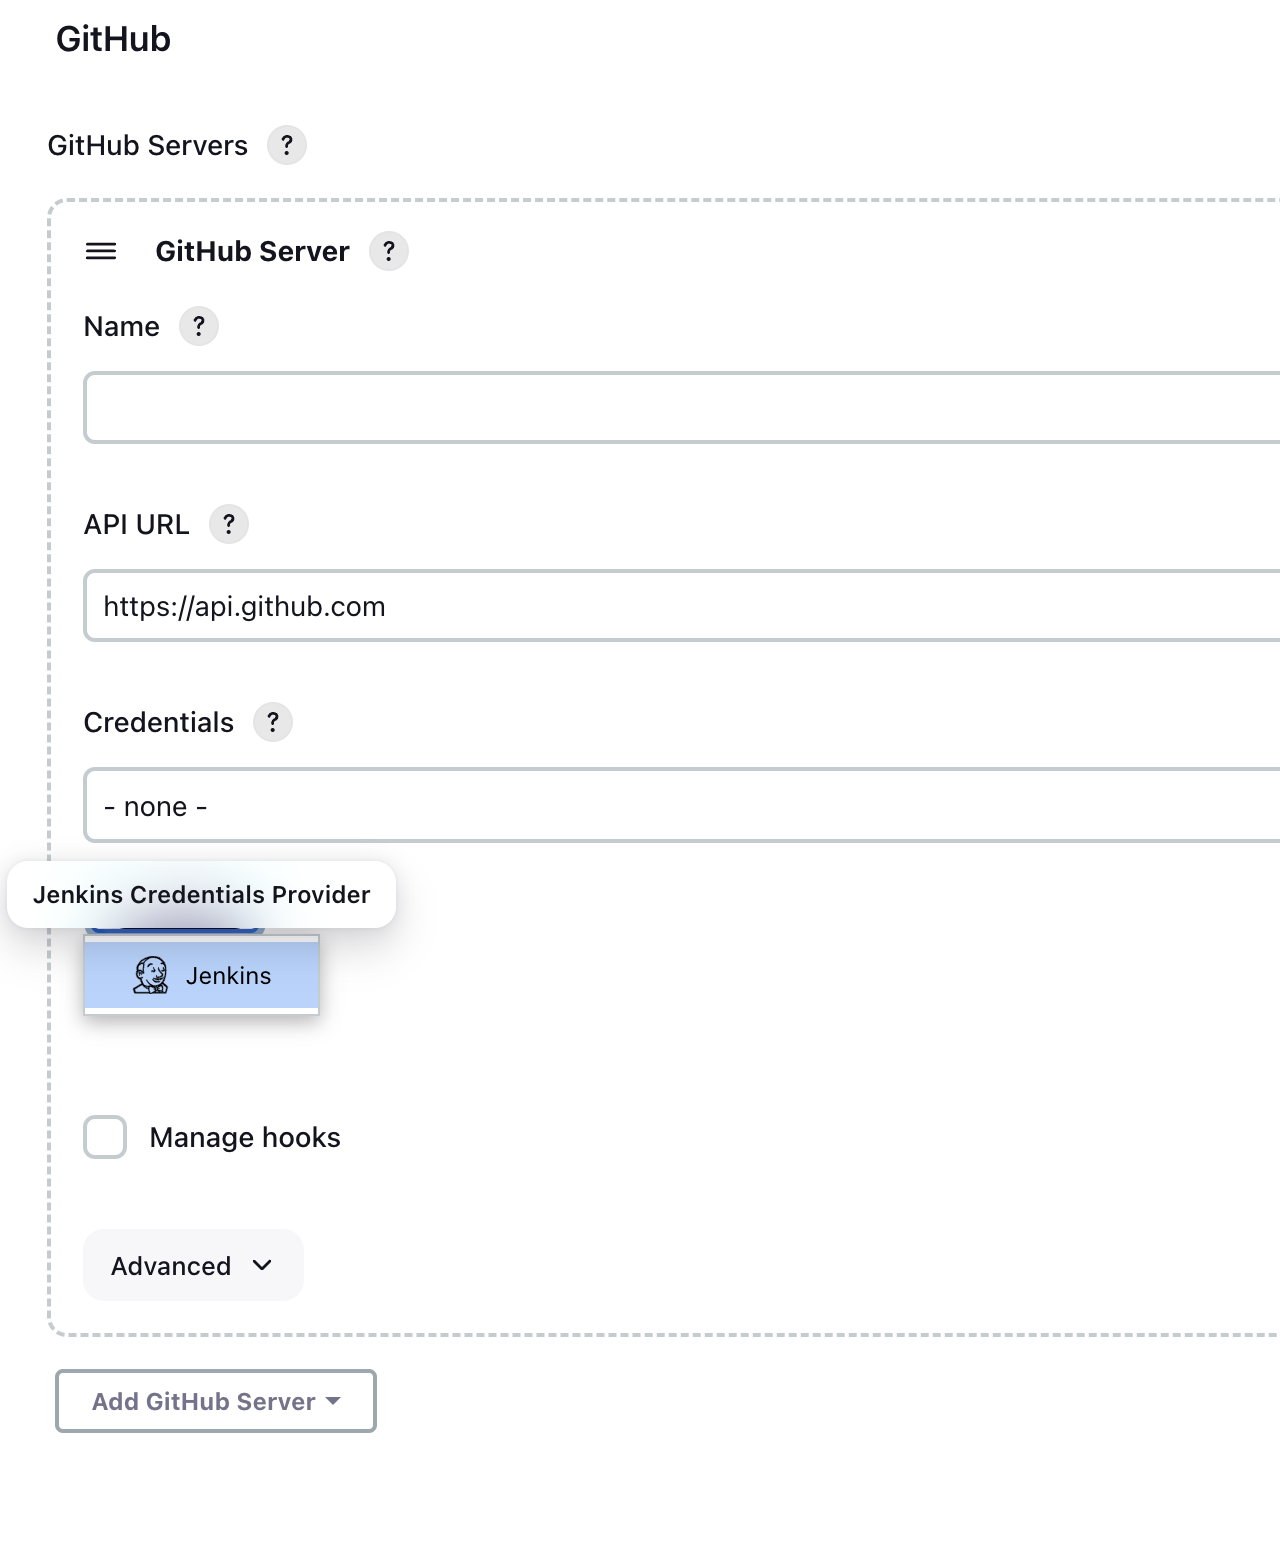 GitHub
GitHub Servers ?
GitHub Server ?
Name ?
API URL ?
https://api.github.com
Credentials ?
- none -
Jenkins Credentials Provider
Jenkins
Manage hooks
Advanced
Add GitHub Server